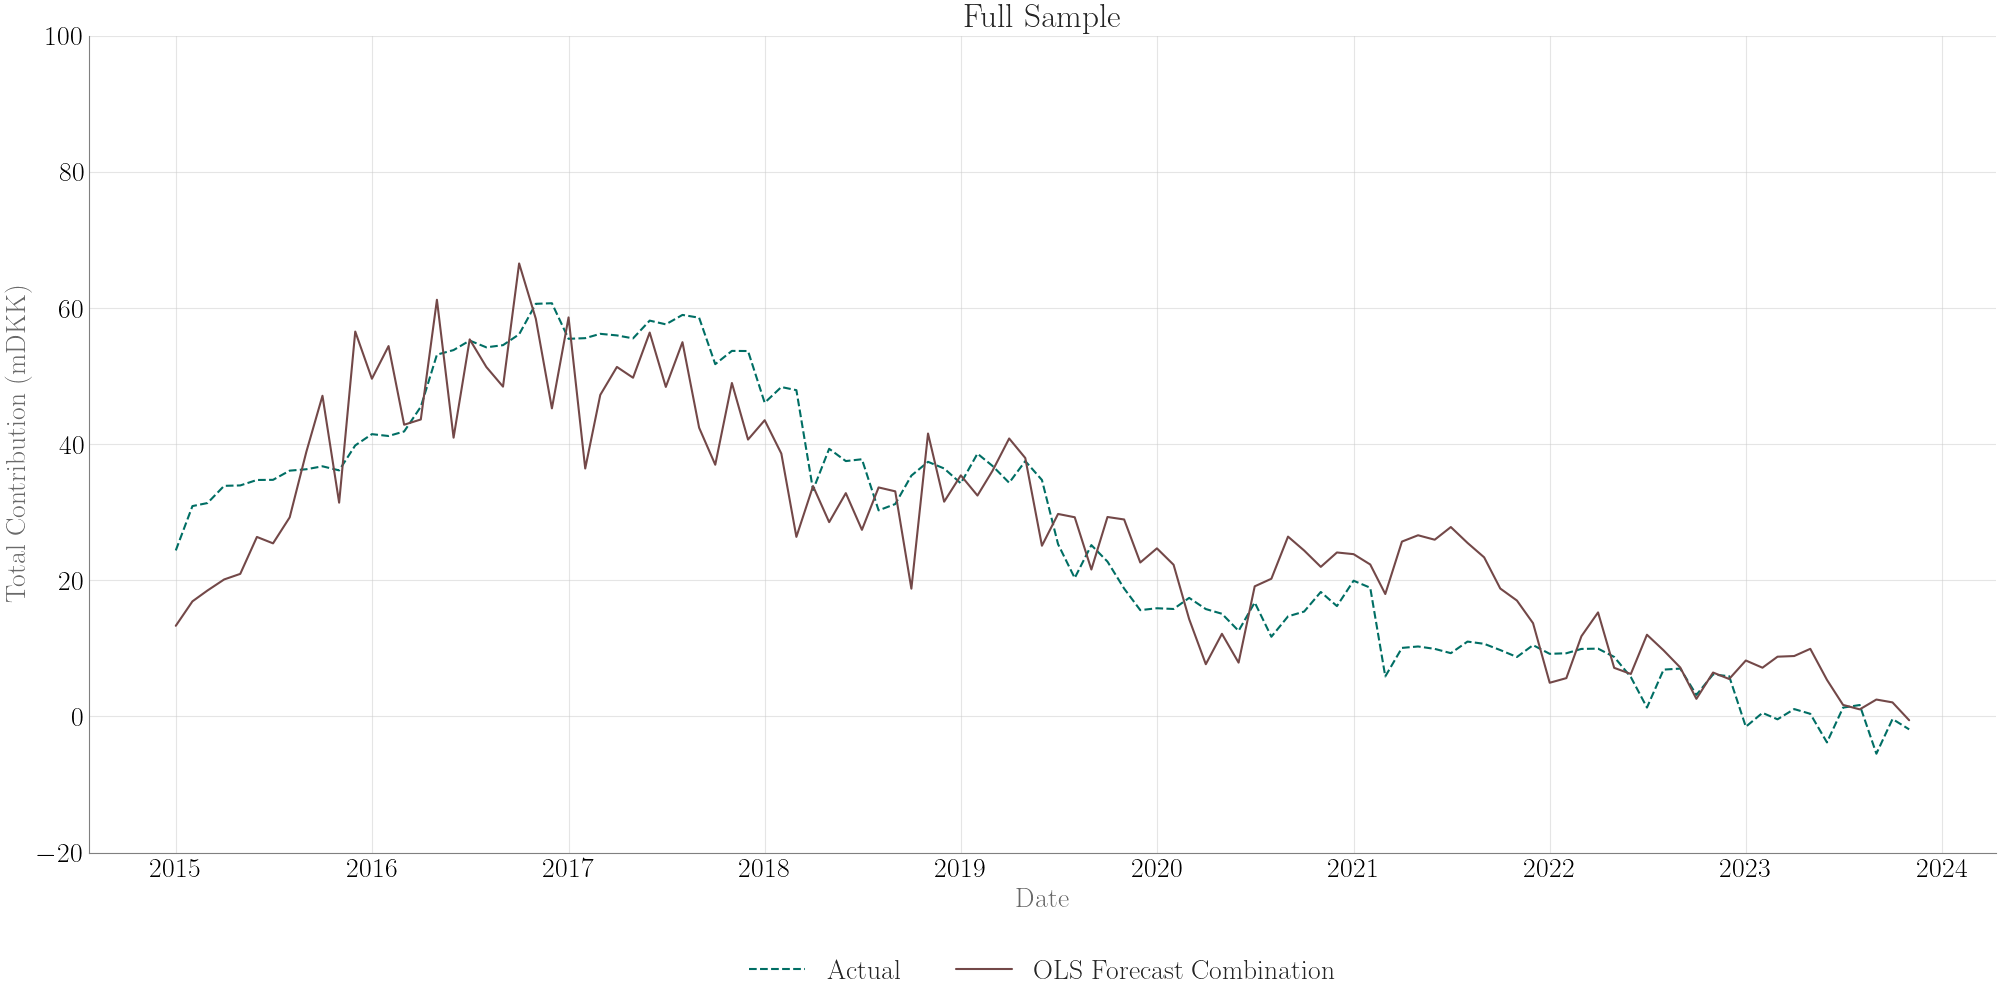 Full Sample
100
80
60
40
20
0
−20
Total Contribution (mDKK)
2015 2016 2017 2018 2019 2020 2021 2022 2023 2024
Date
Actual OLS Forecast Combination